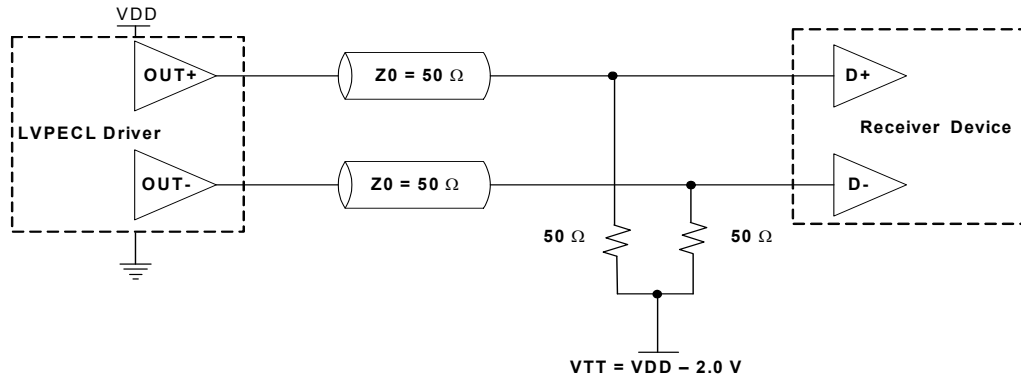 VDD
OUT+
Z0 = 50 Ω
D+
LVPECL Driver
Receiver Device
OUT-
Z0 = 50 Ω
D-
50 Ω
50 Ω
VTT = VDD – 2.0 V